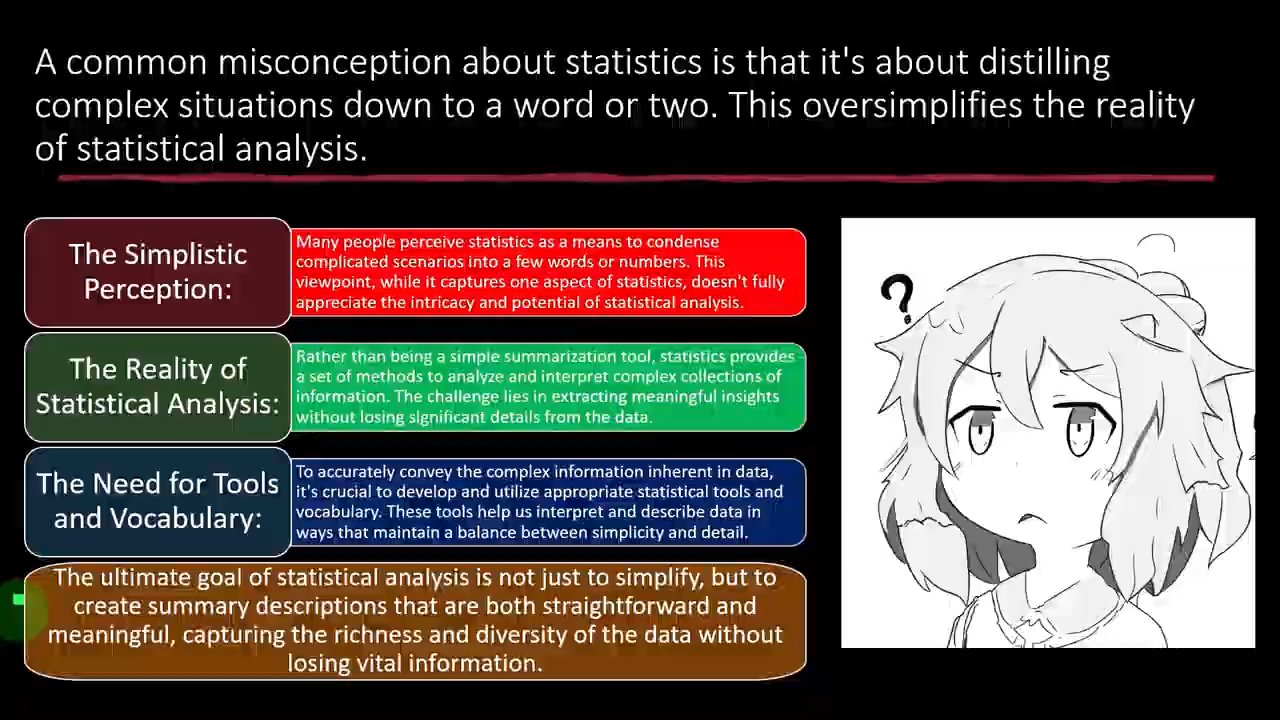 A common misconception about statistics is that it's about distilling
complex situations down to a word or two. This oversimplifies the reality
of statistical analysis.
The Simplistic
Perception:
Many people perceive statistics as a means to condense
complicated scenarios into a few words or numbers. This
viewpoint, while it captures one aspect of statistics, doesn't fully
appreciate the intricacy and potential of statistical analysis.
The Reality of
Statistical Analysis:
Rather than being a simple summarization tool, statistics provides
a set of methods to analyze and interpret complex collections of
information. The challenge lies in extracting meaningful insights
without losing significant details from the data.
The Need for Tools
and Vocabulary:
To accurately convey the complex information inherent in data,
it's crucial to develop and utilize appropriate statistical tools and
vocabulary. These tools help us interpret and describe data in
ways that maintain a balance between simplicity and detail.
The ultimate goal of statistical analysis is not just to simplify, but to
create summary descriptions that are both straightforward and
meaningful, capturing the richness and diversity of the data without
losing vital information.
?